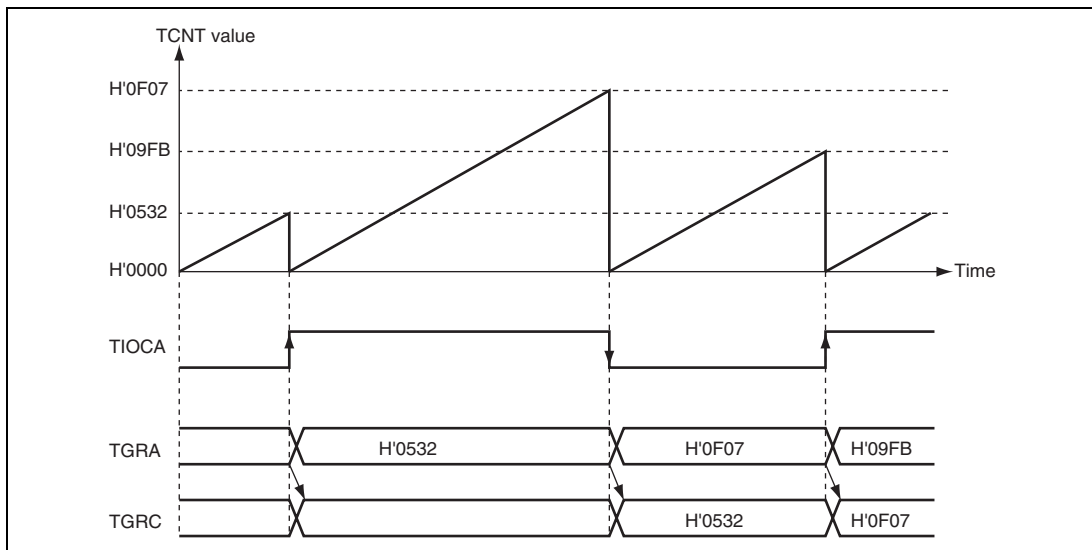 TCNT value
H'0F07
H'09FB
H'0532
H'0000
Time
TIOCA
TGRA
H'0532
H'0F07
H'09FB
TGRC
H'0532
H'0F07